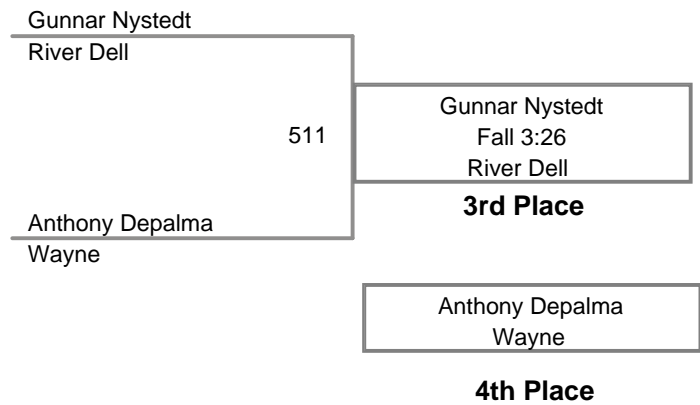 Gunnar Nystedt
River Dell
511
Gunnar Nystedt
Fall 3:26
River Dell
3rd Place
Anthony Depalma
Wayne
Anthony Depalma
Wayne
4th Place